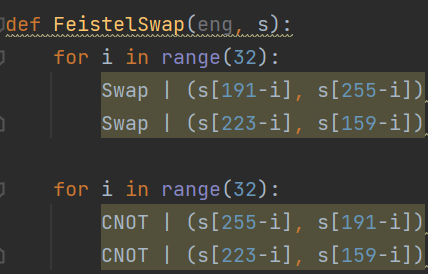 def FeistelSwap(eng, s):
    for i in range(32):
        Swap | (s[191-i], s[255-i])
        Swap | (s[223-i], s[159-i])
    for i in range(32):
        CNOT | (s[255-i], s[191-i])
        CNOT | (s[223-i], s[159-i])